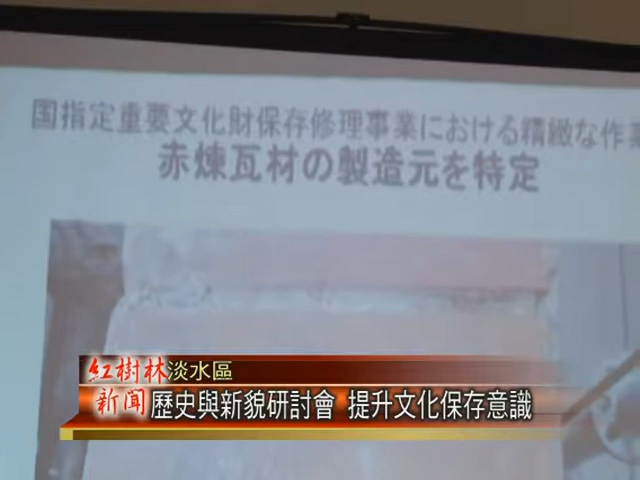 国指定重要文化財保存修理事業における精緻な作業
赤煉瓦材の製造元を特定
紅樹林 淡水區
新聞 歷史與新貌研討會 提升文化保存意識